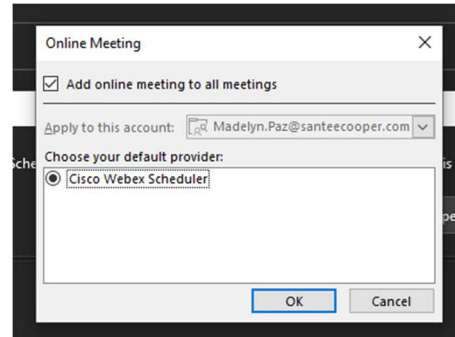 Online Meeting
Add online meeting to all meetings
Apply to this account: Madelyn.Paz@santeecooper.com
Choose your default provider:
Cisco Webex Scheduler
OK Cancel